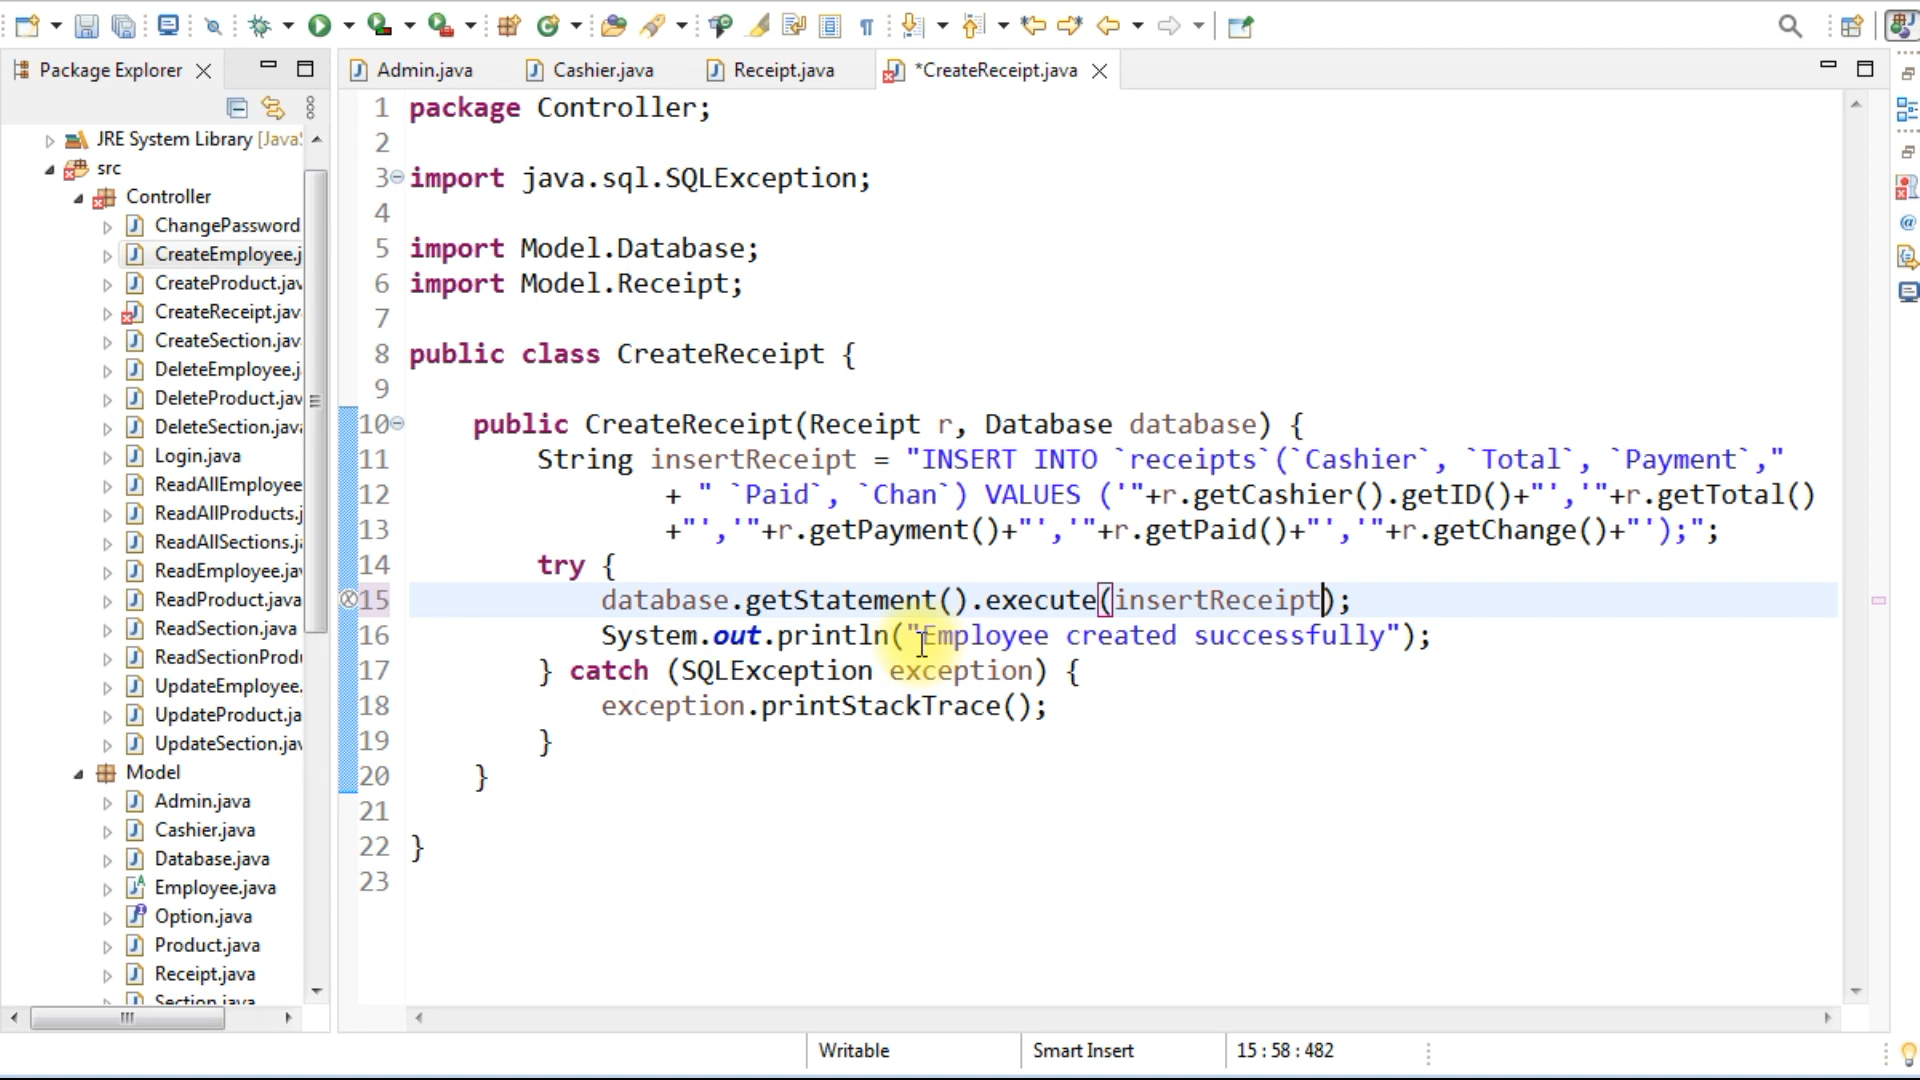 Package Explorer
JRE System Library [Java
src
Controller
ChangePassword
CreateEmployee.j
CreateProduct.jav
CreateReceipt.jav
CreateSection.jav
DeleteEmployee.j
DeleteProduct.jav
DeleteSection.java
Login.java
ReadAllEmployee
ReadAllProducts.j
ReadAllSections.ja
ReadEmployee.jav
ReadProduct.java
ReadSection.java
ReadSectionProdu
UpdateEmployee.
UpdateProduct.ja
UpdateSection.jav
Model
Admin.java
Cashier.java
Database.java
Employee.java
Option.java
Product.java
Receipt.java
Section.java
Admin.java Cashier.java Receipt.java *CreateReceipt.java
1 package Controller;
2
3 import java.sql.SQLException;
4
5 import Model.Database;
6 import Model.Receipt;
7
8 public class CreateReceipt {
9
10 public CreateReceipt(Receipt r, Database database) {
11 String insertReceipt = "INSERT INTO `receipts`(`Cashier`, `Total`, `Payment`,"
12 + " `Paid`, `Chan`) VALUES ('"+r.getCashier().getID()+"','"+r.getTotal()
13 +"','"+r.getPayment()+"','"+r.getPaid()+"','"+r.getChange()+"');";
14 try {
15 database.getStatement().execute(insertReceipt);
16 System.out.println("Employee created successfully");
17 } catch (SQLException exception) {
18 exception.printStackTrace();
19 }
20 }
21
22 }
23
Writable Smart Insert 15 : 58 : 482